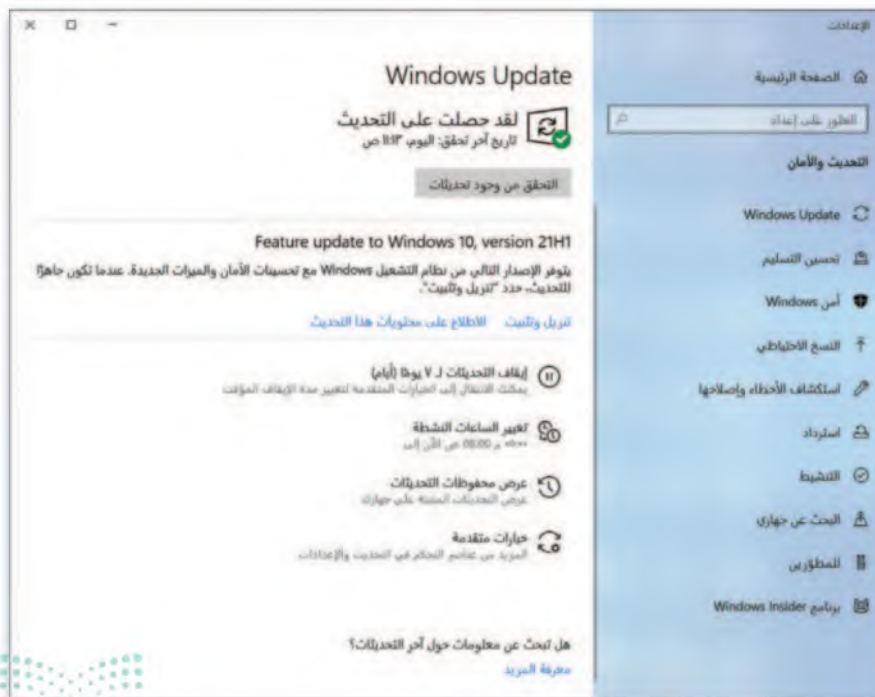 الإعدادات
الصفحة الرئيسية
العثور على إعداد
التحديث والأمان
Windows Update
تحسين التسليم
أمن Windows
النسخ الاحتياطي
استكشاف الأخطاء وإصلاحها
استرداد
التنشيط
البحث عن جهازي
للمطوّرين
برنامج Windows Insider
Windows Update
لقد حصلت على التحديث
تاريخ آخر تحقق: اليوم، ١١:١٣ ص
التحقق من وجود تحديثات
Feature update to Windows 10, version 21H1
يتوفر الإصدار التالي من نظام التشغيل Windows مع تحسينات الأمان والميزات الجديدة. عندما تكون جاهزًا
للتحديث، حدد "تنزيل وتثبيت".
تنزيل وتثبيت الاطلاع على محتويات هذا التحديث
إيقاف التحديثات لـ ٧ يومًا (أيام)
يمكنك الانتقال إلى الخيارات المتقدمة لتغيير مدة الإيقاف المؤقت
تغيير الساعات النشطة
م 08:00 ص الآن إلى
عرض محفوظات التحديثات
عرض التحديثات المثبتة على جهازك
خيارات متقدمة
المزيد من عناصر التحكم في التحديث والإعدادات
هل تبحث عن معلومات حول آخر التحديثات؟
معرفة المزيد